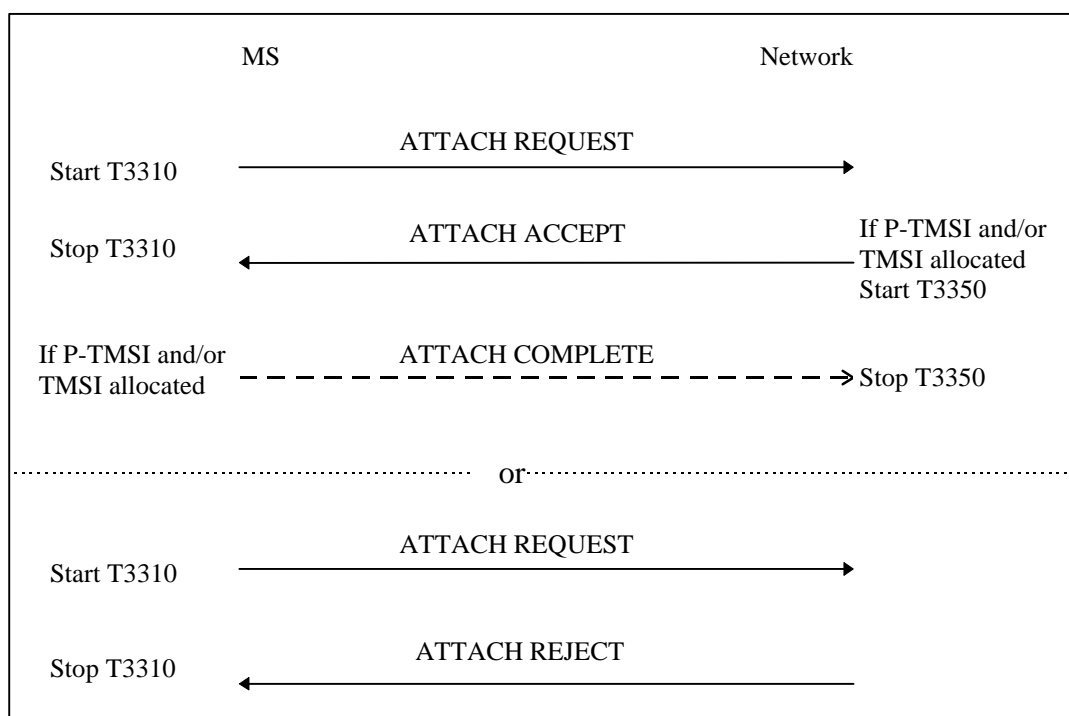 MS
Network
ATTACH REQUEST
Start T3310
ATTACH ACCEPT
Stop T3310
If P-TMSI and/or
TMSI allocated
Start T3350
If P-TMSI and/or
TMSI allocated
ATTACH COMPLETE
Stop T3350
or
ATTACH REQUEST
Start T3310
ATTACH REJECT
Stop T3310